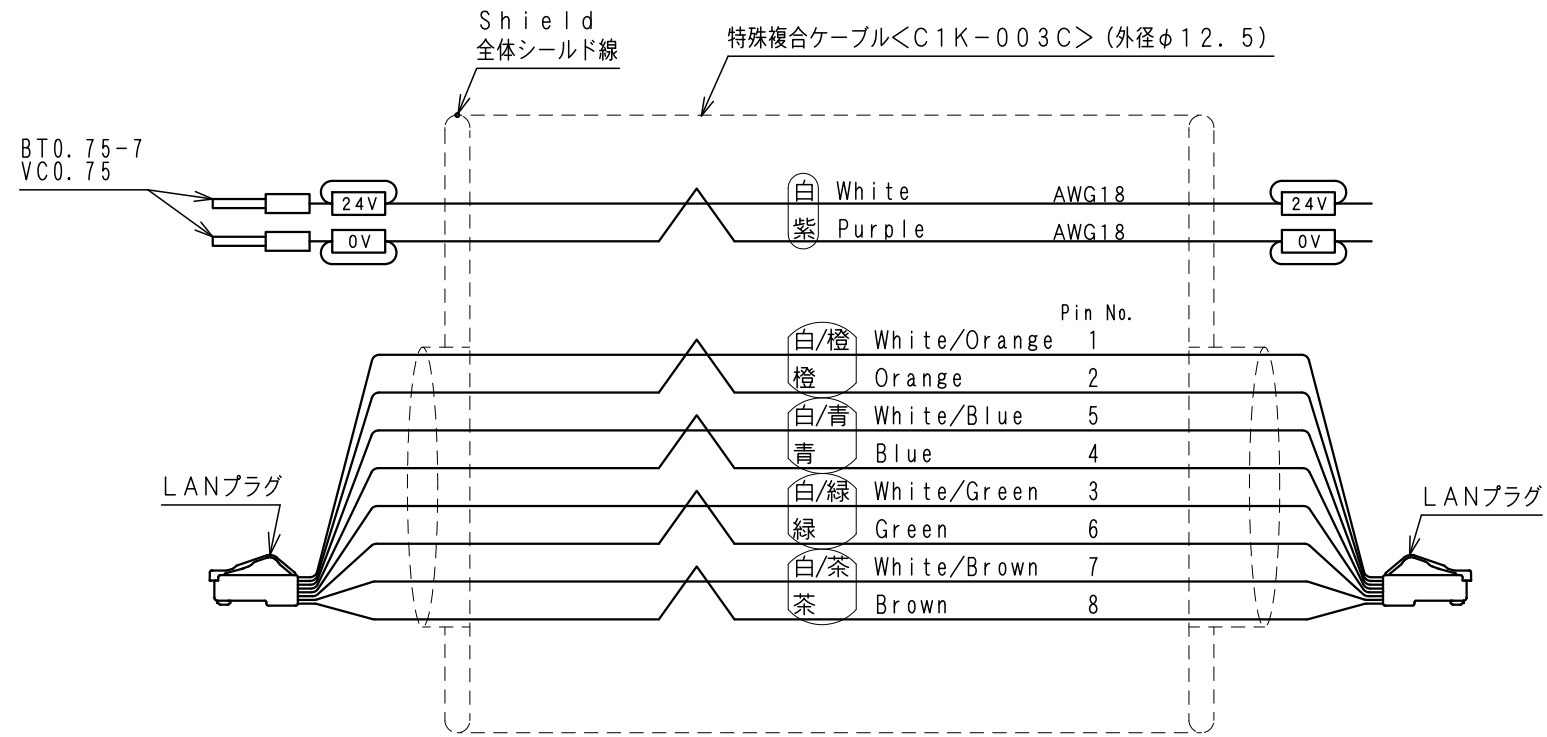 Shield
全体シールド線
特殊複合ケーブル<C1K-003C>(外径φ12.5)
BT0.75-7
VC0.75
24V 白 White AWG18 24V
0V 紫 Purple AWG18 0V
Pin No.
白/橙 White/Orange 1
橙 Orange 2
白/青 White/Blue 5
青 Blue 4
白/緑 White/Green 3
緑 Green 6
白/茶 White/Brown 7
茶 Brown 8
LANプラグ
LANプラグ